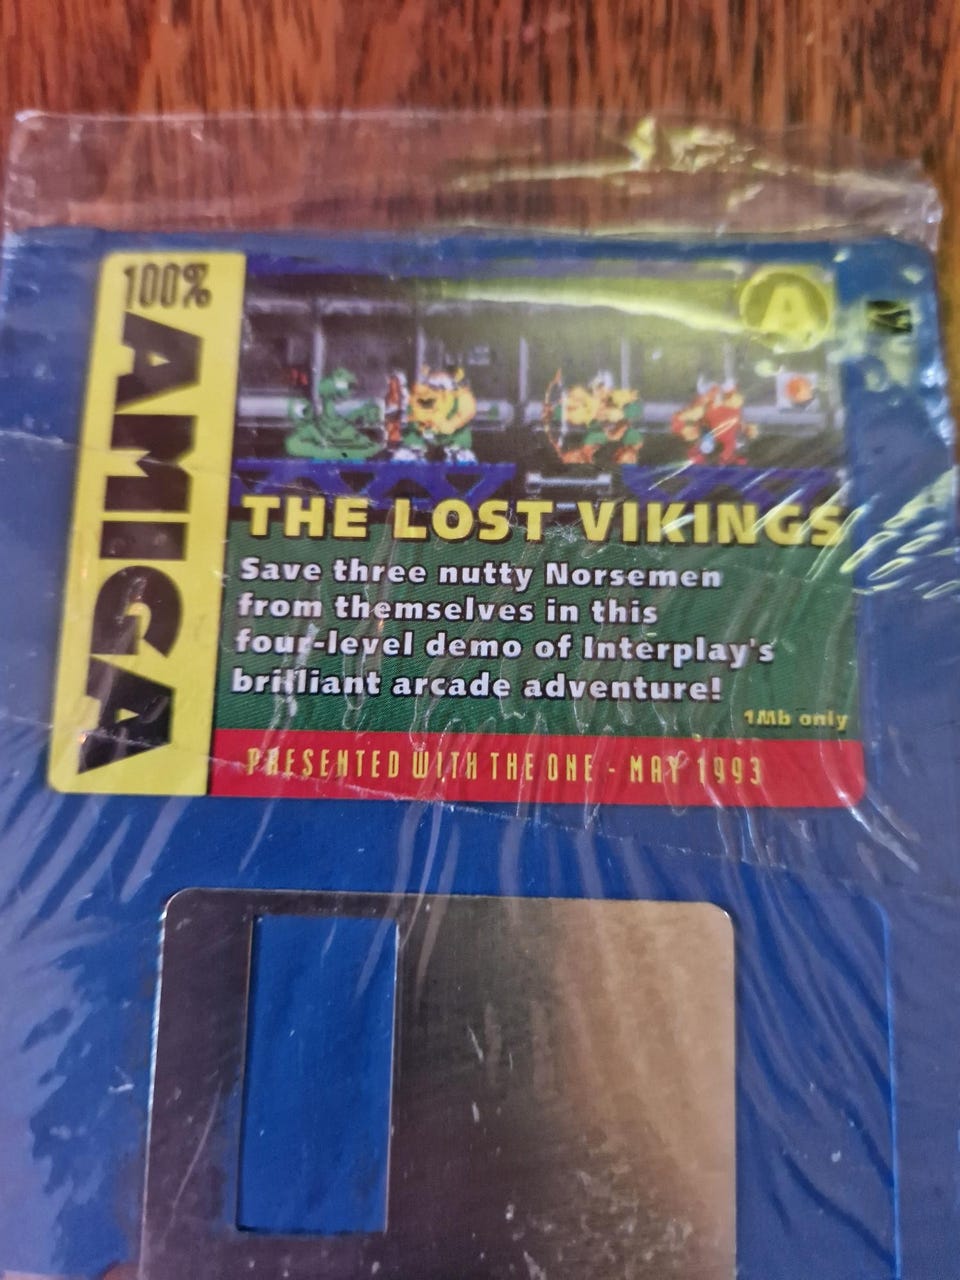 100%
AMIGA
A
THE LOST VIKINGS
Save three nutty Norsemen
from themselves in this
four-level demo of Interplay's
brilliant arcade adventure!
1Mb only
PRESENTED WITH THE ONE - MAY 1993